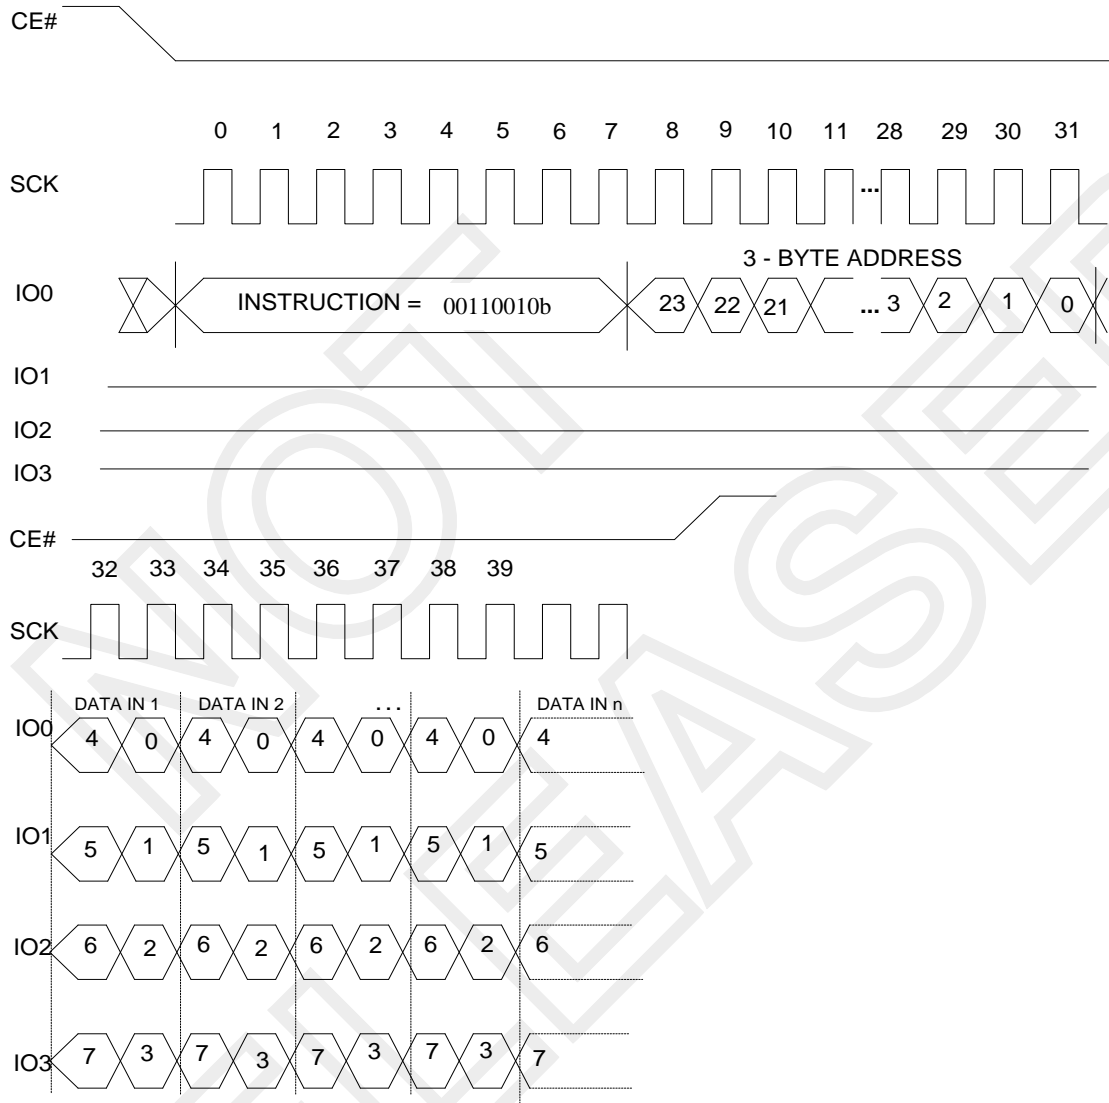 CE#
0 1 2 3 4 5 6 7 8 9 10 11 28 29 30 31
SCK ...
3 - BYTE ADDRESS
IO0 INSTRUCTION = 00110010b 23 22 21 ... 3 2 1 0
IO1
IO2
IO3
CE#
32 33 34 35 36 37 38 39
SCK
DATA IN 1 DATA IN 2 ... DATA IN n
IO0 4 0 4 0 4 0 4 0 4
IO1 5 1 5 1 5 1 5 1 5
IO2 6 2 6 2 6 2 6 2 6
IO3 7 3 7 3 7 3 7 3 7